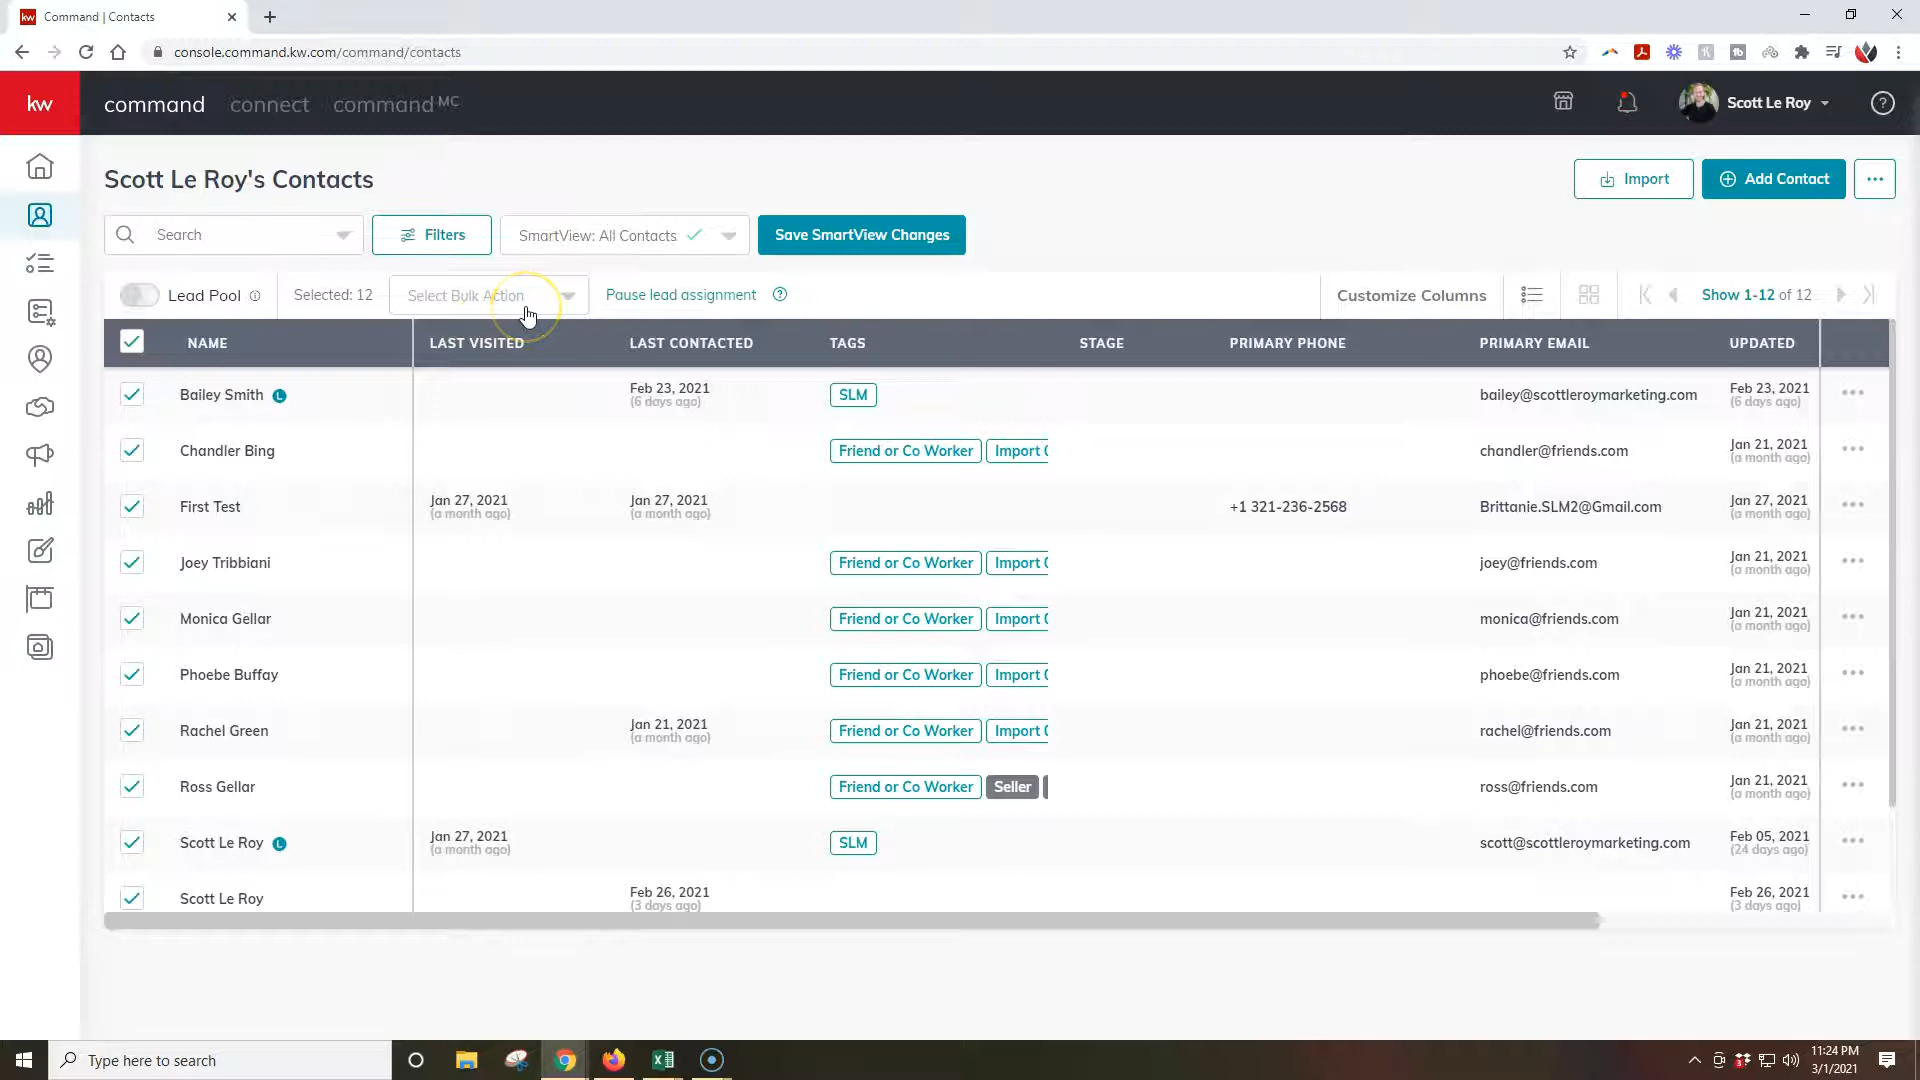 kw Command | Contacts
console.command.kw.com/command/contacts
kw command connect command MC Scott Le Roy
Scott Le Roy's Contacts
Import
Add Contact
Search
Filters
SmartView: All Contacts
Save SmartView Changes
Lead Pool
Selected: 12
Select Bulk Action
Pause lead assignment
Customize Columns
Show 1-12 of 12
NAME LAST VISITED LAST CONTACTED TAGS STAGE PRIMARY PHONE PRIMARY EMAIL UPDATED
Bailey Smith L Feb 23, 2021 SLM bailey@scottleroymarketing.com Feb 23, 2021
(6 days ago) (6 days ago)
Chandler Bing Friend or Co Worker Import chandler@friends.com Jan 21, 2021
(a month ago)
First Test Jan 27, 2021 Jan 27, 2021 +1 321-236-2568 Brittanie.SLM2@Gmail.com Jan 27, 2021
(a month ago) (a month ago) (a month ago)
Joey Tribbiani Friend or Co Worker Import joey@friends.com Jan 21, 2021
(a month ago)
Monica Gellar Friend or Co Worker Import monica@friends.com Jan 21, 2021
(a month ago)
Phoebe Buffay Friend or Co Worker Import phoebe@friends.com Jan 21, 2021
(a month ago)
Rachel Green Jan 21, 2021 Friend or Co Worker Import rachel@friends.com Jan 21, 2021
(a month ago) (a month ago)
Ross Gellar Friend or Co Worker Seller ross@friends.com Jan 21, 2021
(a month ago)
Scott Le Roy L Jan 27, 2021 SLM scott@scottleroymarketing.com Feb 05, 2021
(a month ago) (24 days ago)
Scott Le Roy Feb 26, 2021 Feb 26, 2021
(3 days ago) (3 days ago)
Type here to search
11:24 PM
3/1/2021